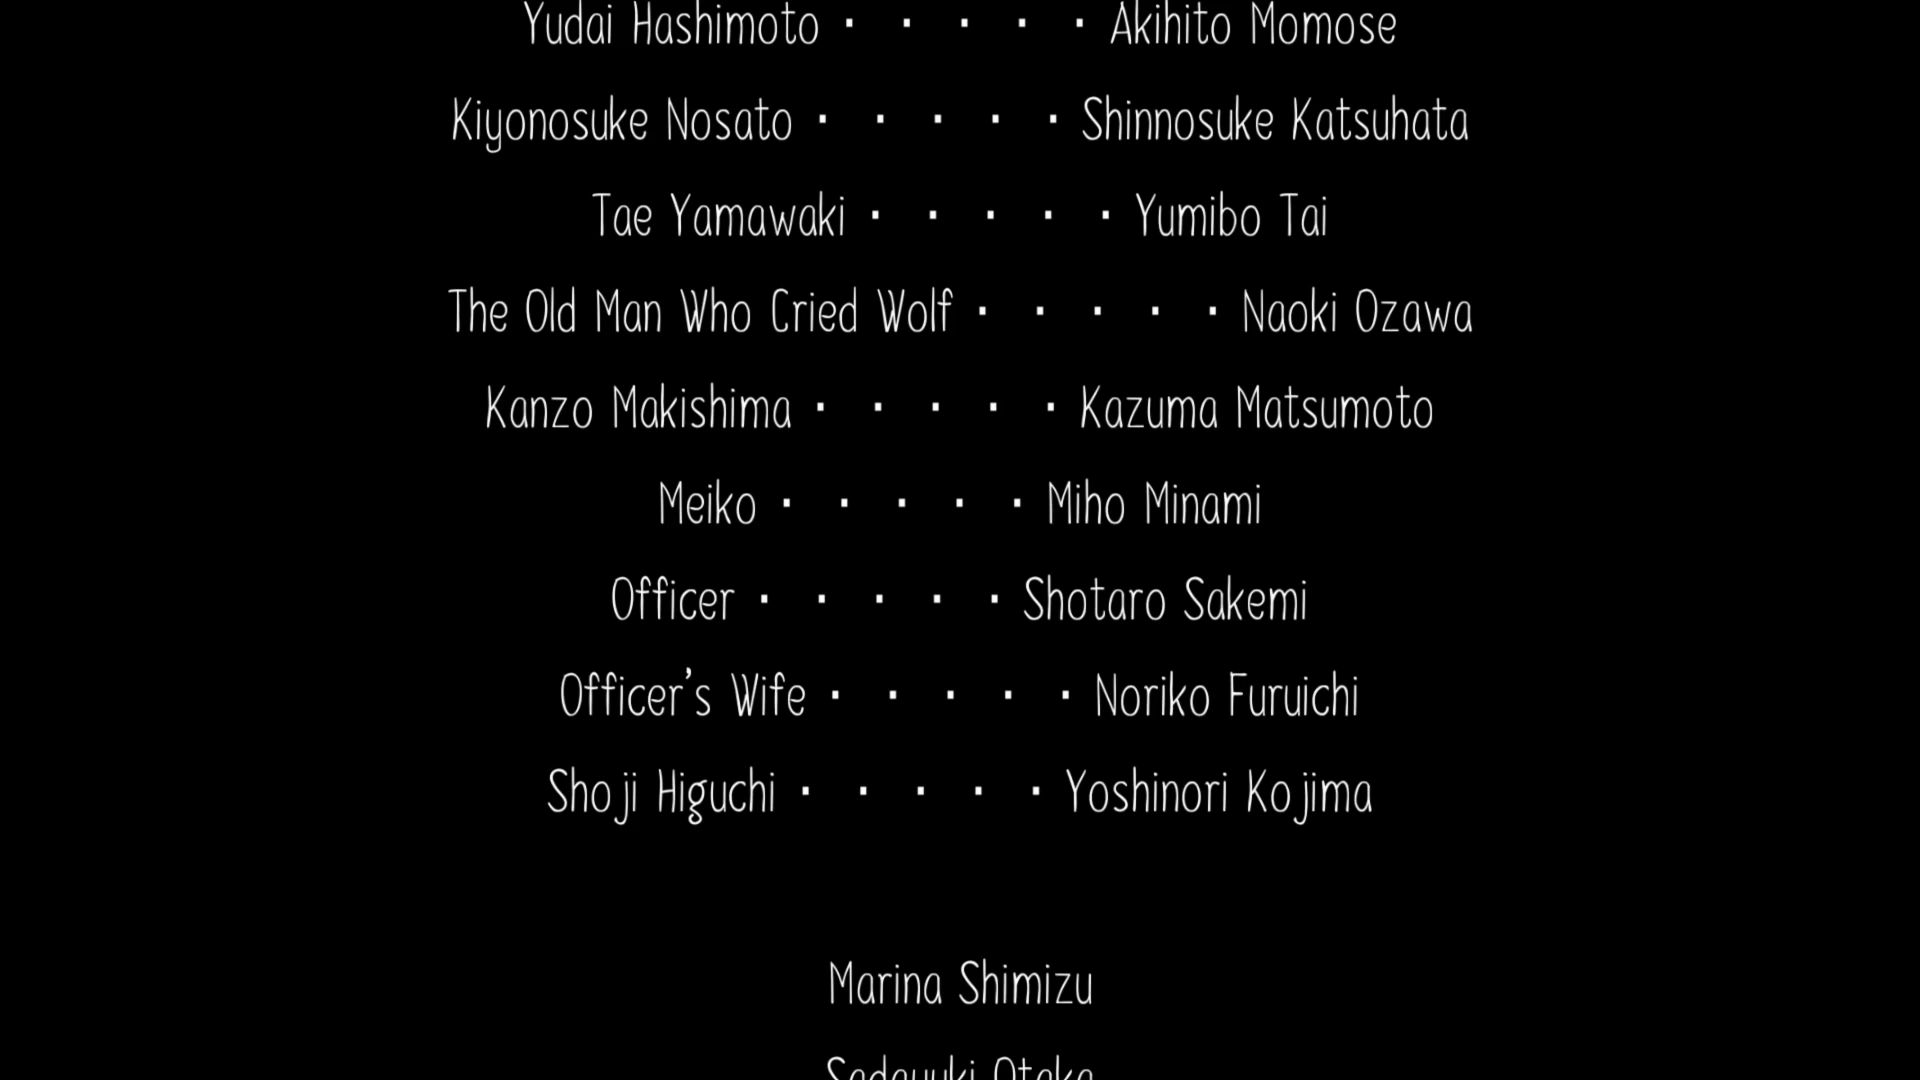 Yudai Hashimoto · · · · · Akihito Momose
Kiyonosuke Nosato · · · · · Shinnosuke Katsuhata
Tae Yamawaki · · · · · Yumibo Tai
The Old Man Who Cried Wolf · · · · · Naoki Ozawa
Kanzo Makishima · · · · · Kazuma Matsumoto
Meiko · · · · · Miho Minami
Officer · · · · · Shotaro Sakemi
Officer's Wife · · · · · Noriko Furuichi
Shoji Higuchi · · · · · Yoshinori Kojima
Marina Shimizu